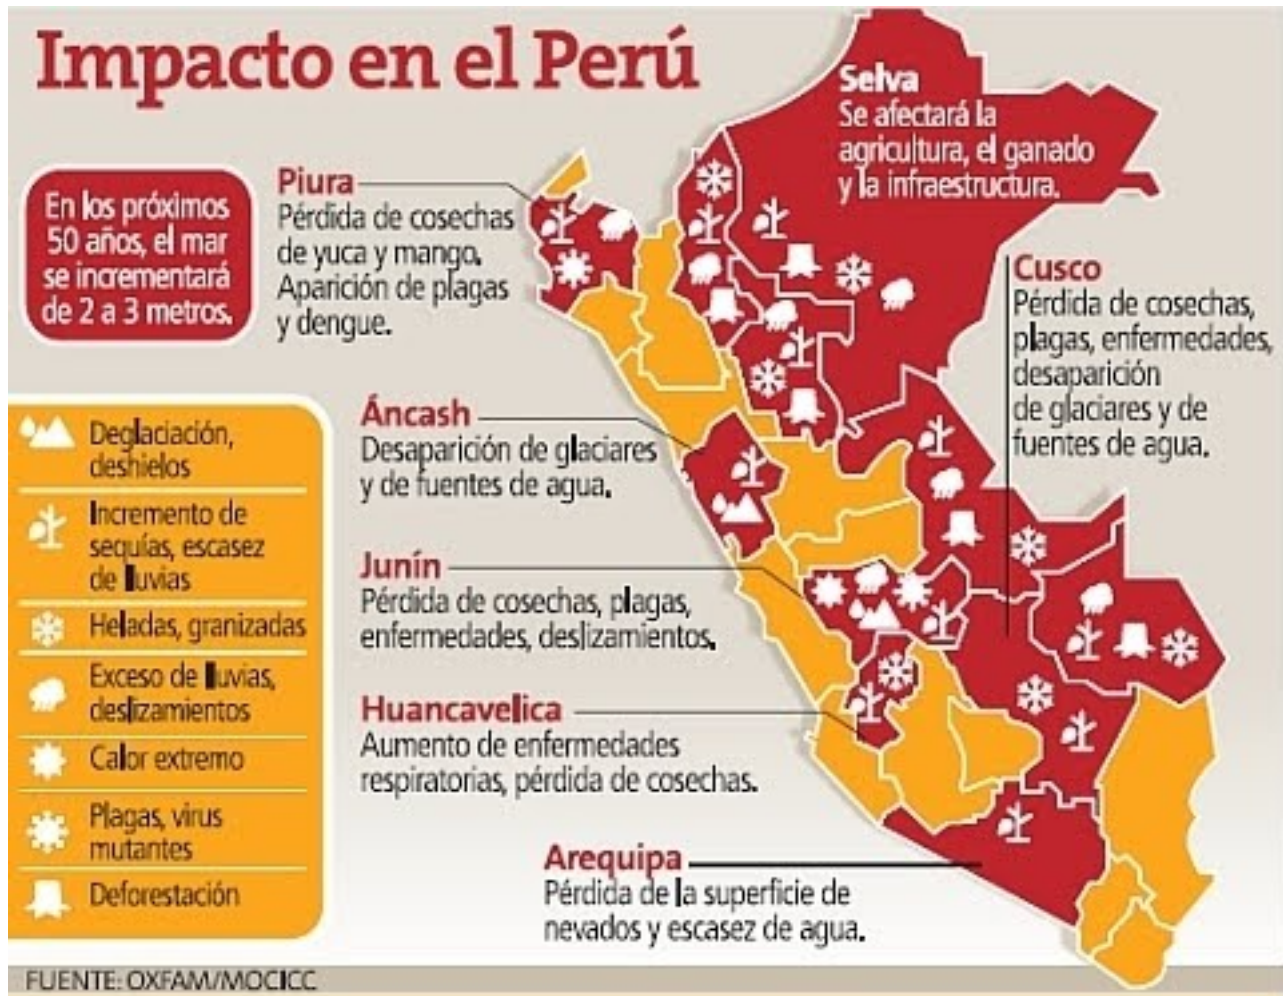 Impacto en el Perú
En los próximos
50 años, el mar
se incrementará
de 2 a 3 metros.
Piura
Pérdida de cosechas
de yuca y mango.
Aparición de plagas
y dengue.
Selva
Se afectará la
agricultura, el ganado
y la infraestructura.
Cusco
Pérdida de cosechas,
plagas, enfermedades,
desaparición
de glaciares y de
fuentes de agua.
Áncash
Desaparición de glaciares
y de fuentes de agua.
Junín
Pérdida de cosechas, plagas,
enfermedades, deslizamientos.
Huancavelica
Aumento de enfermedades
respiratorias, pérdida de cosechas.
Arequipa
Pérdida de la superficie de
nevados y escasez de agua.
Deglaciación,
deshielos
Incremento de
sequías, escasez
de lluvias
Heladas, granizadas
Exceso de lluvias,
deslizamientos
Calor extremo
Plagas, virus
mutantes
Deforestación
FUENTE: OXFAM/MOCICC